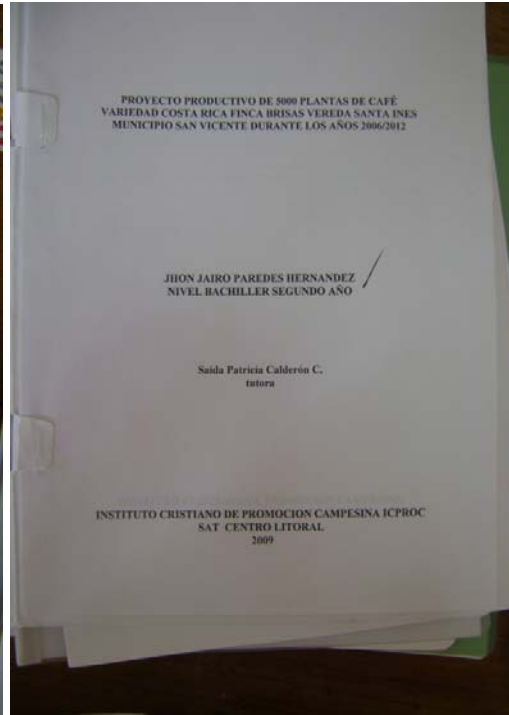 PROYECTO PRODUCTIVO DE 5000 PLANTAS DE CAFÉ
VARIEDAD COSTA RICA FINCA BRISAS VEREDA SANTA INES
MUNICIPIO SAN VICENTE DURANTE LOS AÑOS 2006/2012
JHON JAIRO PAREDES HERNANDEZ
NIVEL BACHILLER SEGUNDO AÑO
Saida Patricia Calderón C.
tutora
INSTITUTO CRISTIANO DE PROMOCION CAMPESINA ICPROC
SAT CENTRO LITORAL
2009